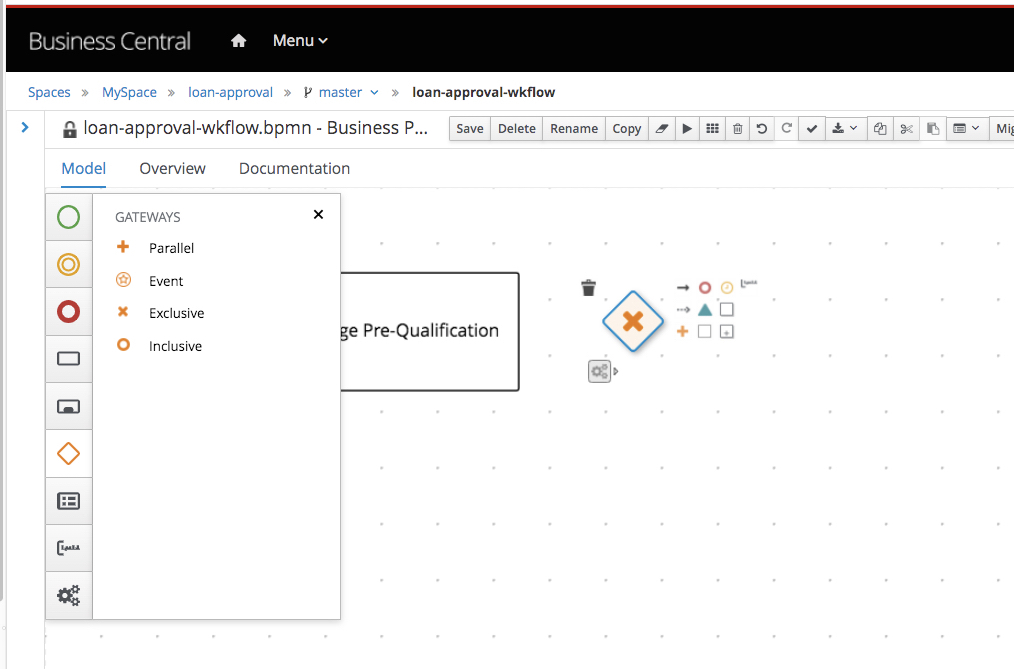 Business Central Menu
Spaces » MySpace » loan-approval » master » loan-approval-wkflow
loan-approval-wkflow.bpmn - Business P... Save Delete Rename Copy Mig
Model Overview Documentation
GATEWAYS
Parallel
Event
Exclusive
Inclusive
ge Pre-Qualification